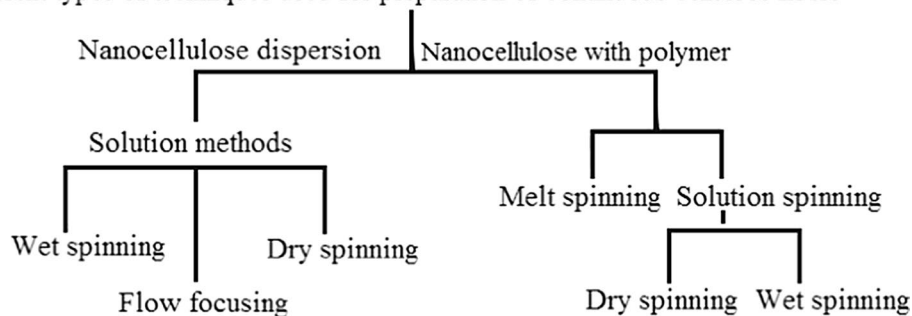 Nanocellulose dispersion
Nanocellulose with polymer
Solution methods
Melt spinning
Solution spinning
Wet spinning
Dry spinning
Flow focusing
Dry spinning
Wet spinning